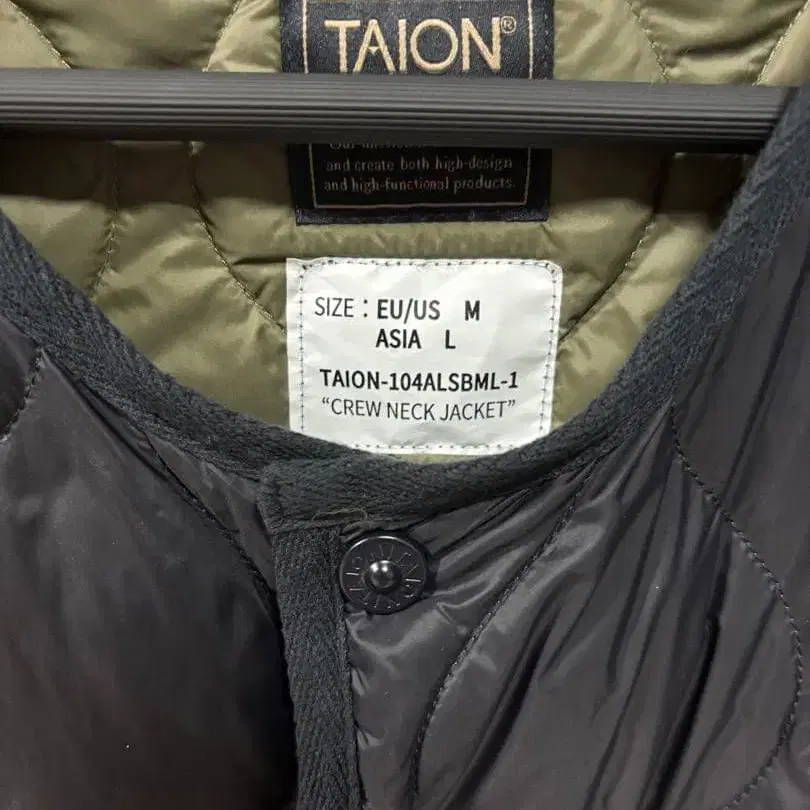 TAION®
and create both high-design
and high-functional products.
SIZE : EU/US M
ASIA L
TAION-104ALSBML-1
“CREW NECK JACKET”